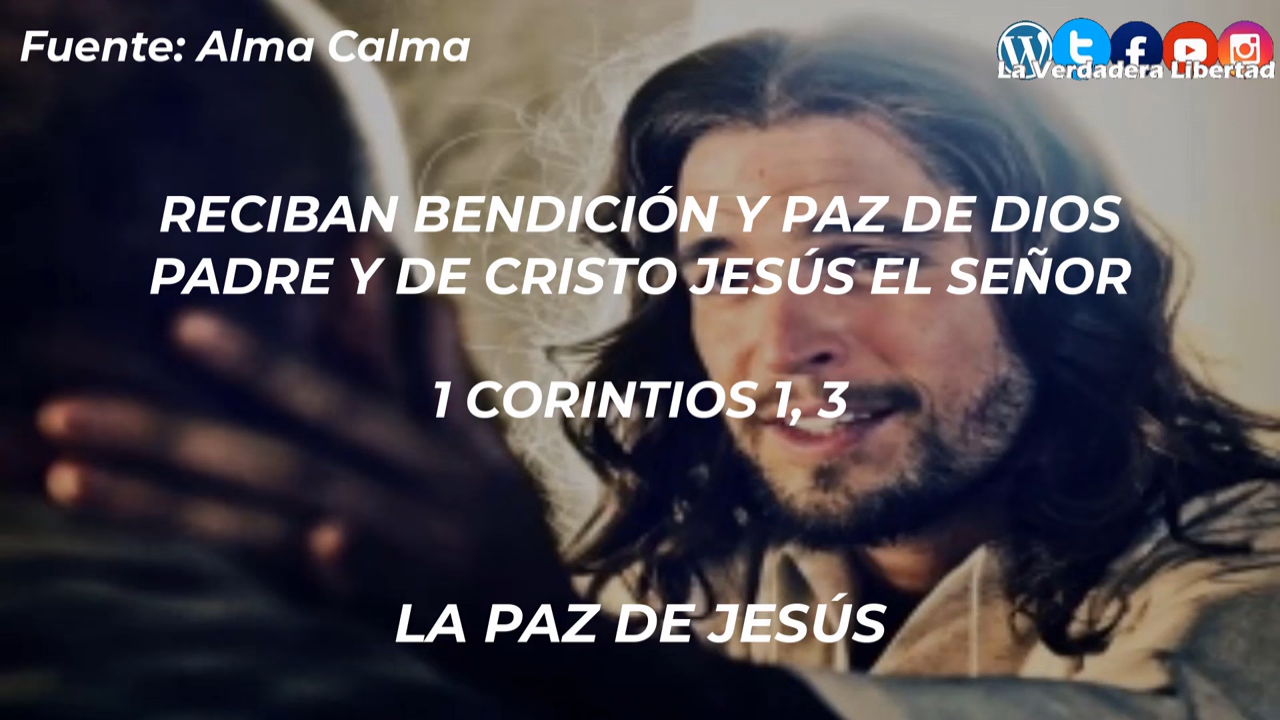 Fuente: Alma Calma
La Verdadera Libertad
RECIBAN BENDICIÓN Y PAZ DE DIOS
PADRE Y DE CRISTO JESÚS EL SEÑOR
1 CORINTIOS 1, 3
LA PAZ DE JESÚS